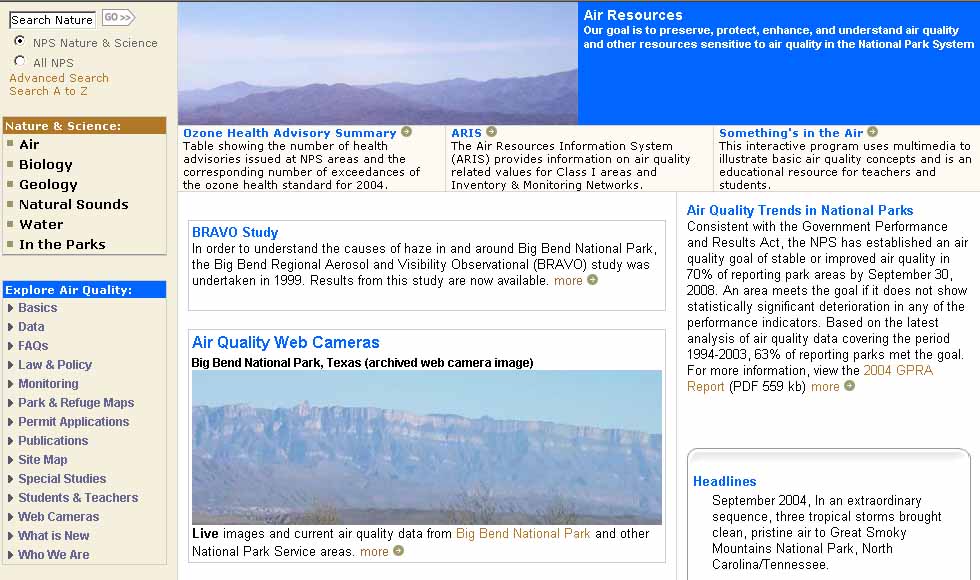 Search Nature
GO >>
NPS Nature & Science
All NPS
Advanced Search
Search A to Z
Nature & Science:
Air
Biology
Geology
Natural Sounds
Water
In the Parks
Explore Air Quality:
Basics
Data
FAQs
Law & Policy
Monitoring
Park & Refuge Maps
Permit Applications
Publications
Site Map
Special Studies
Students & Teachers
Web Cameras
What is New
Who We Are
Air Resources
Our goal is to preserve, protect, enhance, and understand air quality
and other resources sensitive to air quality in the National Park System
Ozone Health Advisory Summary
Table showing the number of health
advisories issued at NPS areas and the
corresponding number of exceedances of
the ozone health standard for 2004.
ARIS
The Air Resources Information System
(ARIS) provides information on air quality
related values for Class I areas and
Inventory & Monitoring Networks.
Something's in the Air
This interactive program uses multimedia to
illustrate basic air quality concepts and is an
educational resource for teachers and
students.
BRAVO Study
In order to understand the causes of haze in and around Big Bend National Park,
the Big Bend Regional Aerosol and Visibility Observational (BRAVO) study was
undertaken in 1999. Results from this study are now available. more
Air Quality Web Cameras
Big Bend National Park, Texas (archived web camera image)
Live images and current air quality data from Big Bend National Park and other
National Park Service areas. more
Air Quality Trends in National Parks
Consistent with the Government Performance
and Results Act, the NPS has established an air
quality goal of stable or improved air quality in
70% of reporting park areas by September 30,
2008. An area meets the goal if it does not show
statistically significant deterioration in any of the
performance indicators. Based on the latest
analysis of air quality data covering the period
1994-2003, 63% of reporting parks met the goal.
For more information, view the 2004 GPRA
Report (PDF 559 kb) more
Headlines
September 2004, In an extraordinary
sequence, three tropical storms brought
clean, pristine air to Great Smoky
Mountains National Park, North
Carolina/Tennessee.